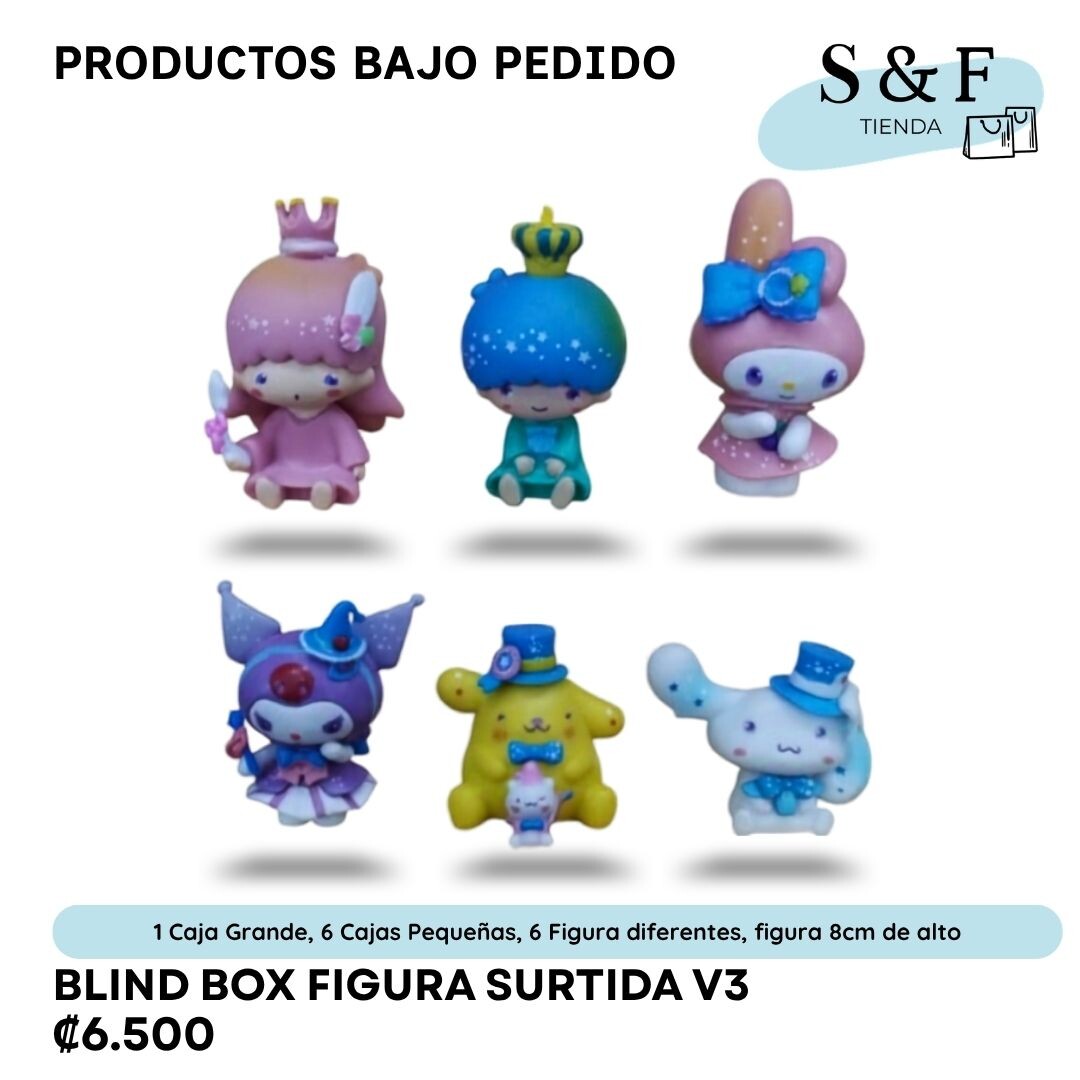 PRODUCTOS BAJO PEDIDO
S & F
TIENDA
1 Caja Grande, 6 Cajas Pequeñas, 6 Figura diferentes, figura 8cm de alto
BLIND BOX FIGURA SURTIDA V3
₡6.500